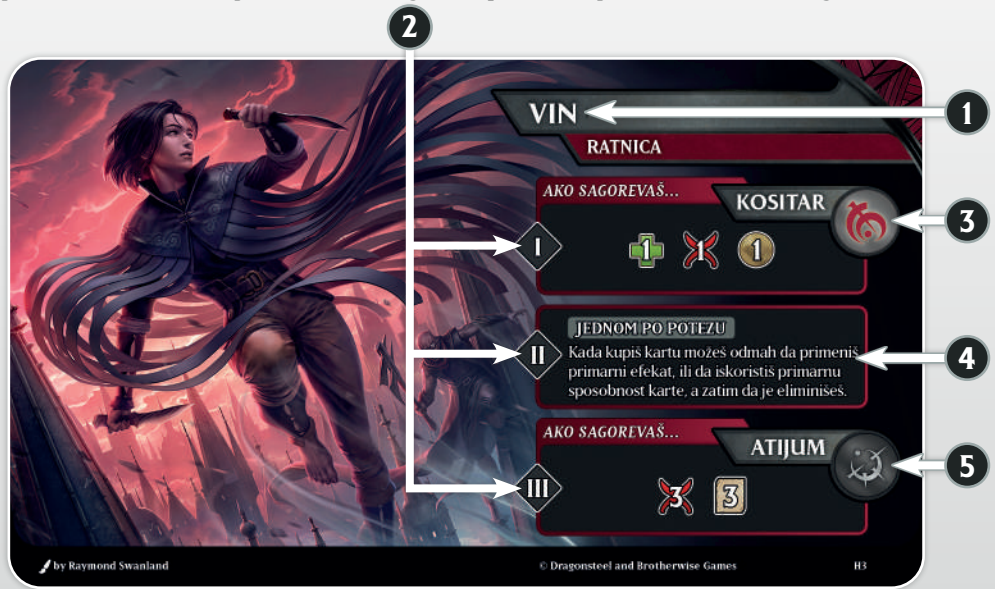 2
VIN
1
RATNICA
AKO SAGOREVAŠ...
KOSITAR
3
I
1 1 1
JEDNOM PO POTEZU
II
Kada kupiš kartu možeš odmah da primeniš
4
primarni efekat, ili da iskoristiš primarnu
sposobnost karte, a zatim da je eliminišeš.
AKO SAGOREVAŠ...
ATIJUM
5
III
3 3
by Raymond Swanland
© Dragonsteel and Brotherwise Games
H3